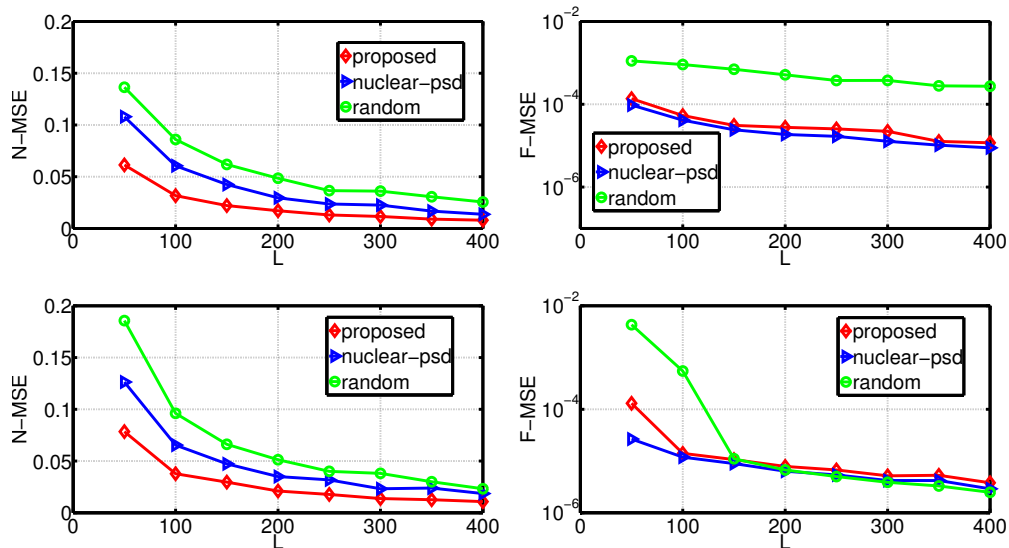 0.2
0.15
0.1
0.05
0
N-MSE
0
100
200
300
400
L
proposed
nuclear-psd
random
10^-2
10^-4
10^-6
F-MSE
0
100
200
300
400
L
proposed
nuclear-psd
random
0.2
0.15
0.1
0.05
0
N-MSE
0
100
200
300
400
L
proposed
nuclear-psd
random
10^-2
10^-4
10^-6
F-MSE
0
100
200
300
400
L
proposed
nuclear-psd
random